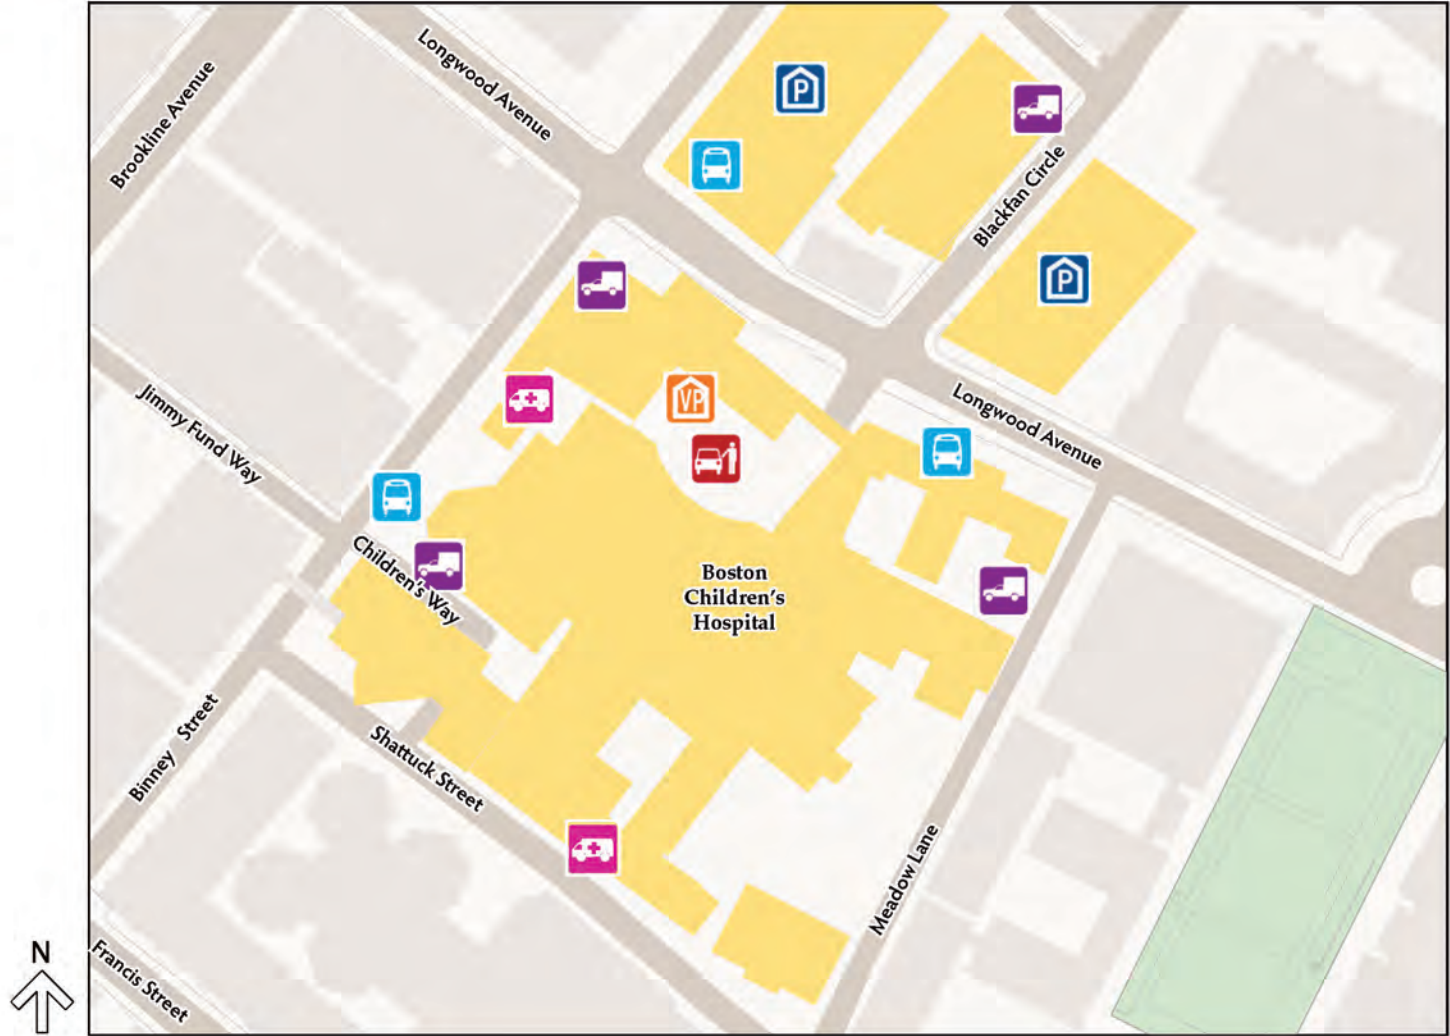 Longwood Avenue
Brookline Avenue
P
Blackfan Circle
P
Jimmy Fund Way
VP
Longwood Avenue
Children's Way
Boston
Children's
Hospital
Binney Street
Shattuck Street
Meadow Lane
N
Francis Street